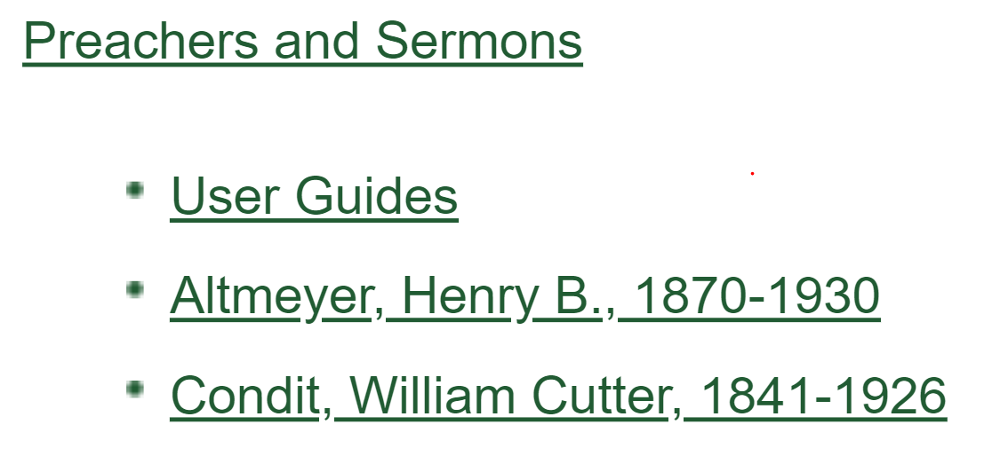 Preachers and Sermons
User Guides
Altmeyer, Henry B., 1870-1930
Condit, William Cutter, 1841-1926